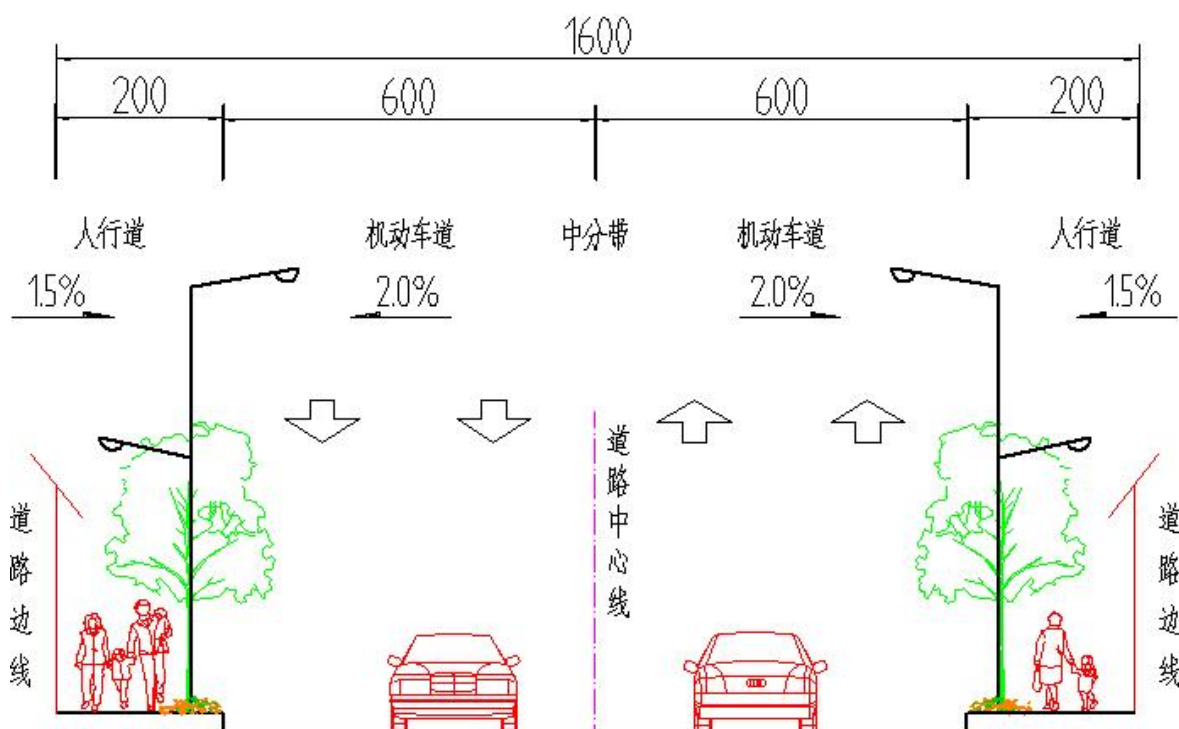 1600
200 600 600 200
人行道 机动车道 中分带 机动车道 人行道
1.5% 2.0% 2.0% 1.5%
道路边线
道路中心线
道路边线